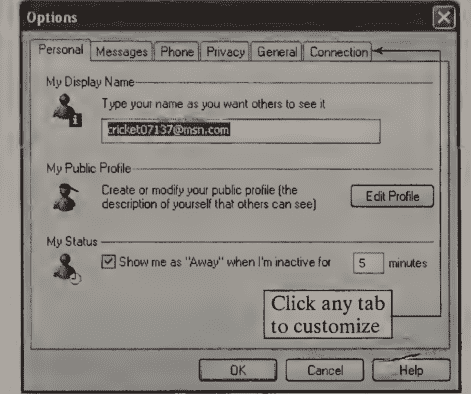 Options
Personal Messages Phone Privacy General Connection
My Display Name
Type your name as you want others to see it
cricket07137@msn.com
My Public Profile
Create or modify your public profile (the
description of yourself that others can see)
Edit Profile
My Status
Show me as "Away" when I'm inactive for 5 minutes
Click any tab
to customize
OK Cancel Help